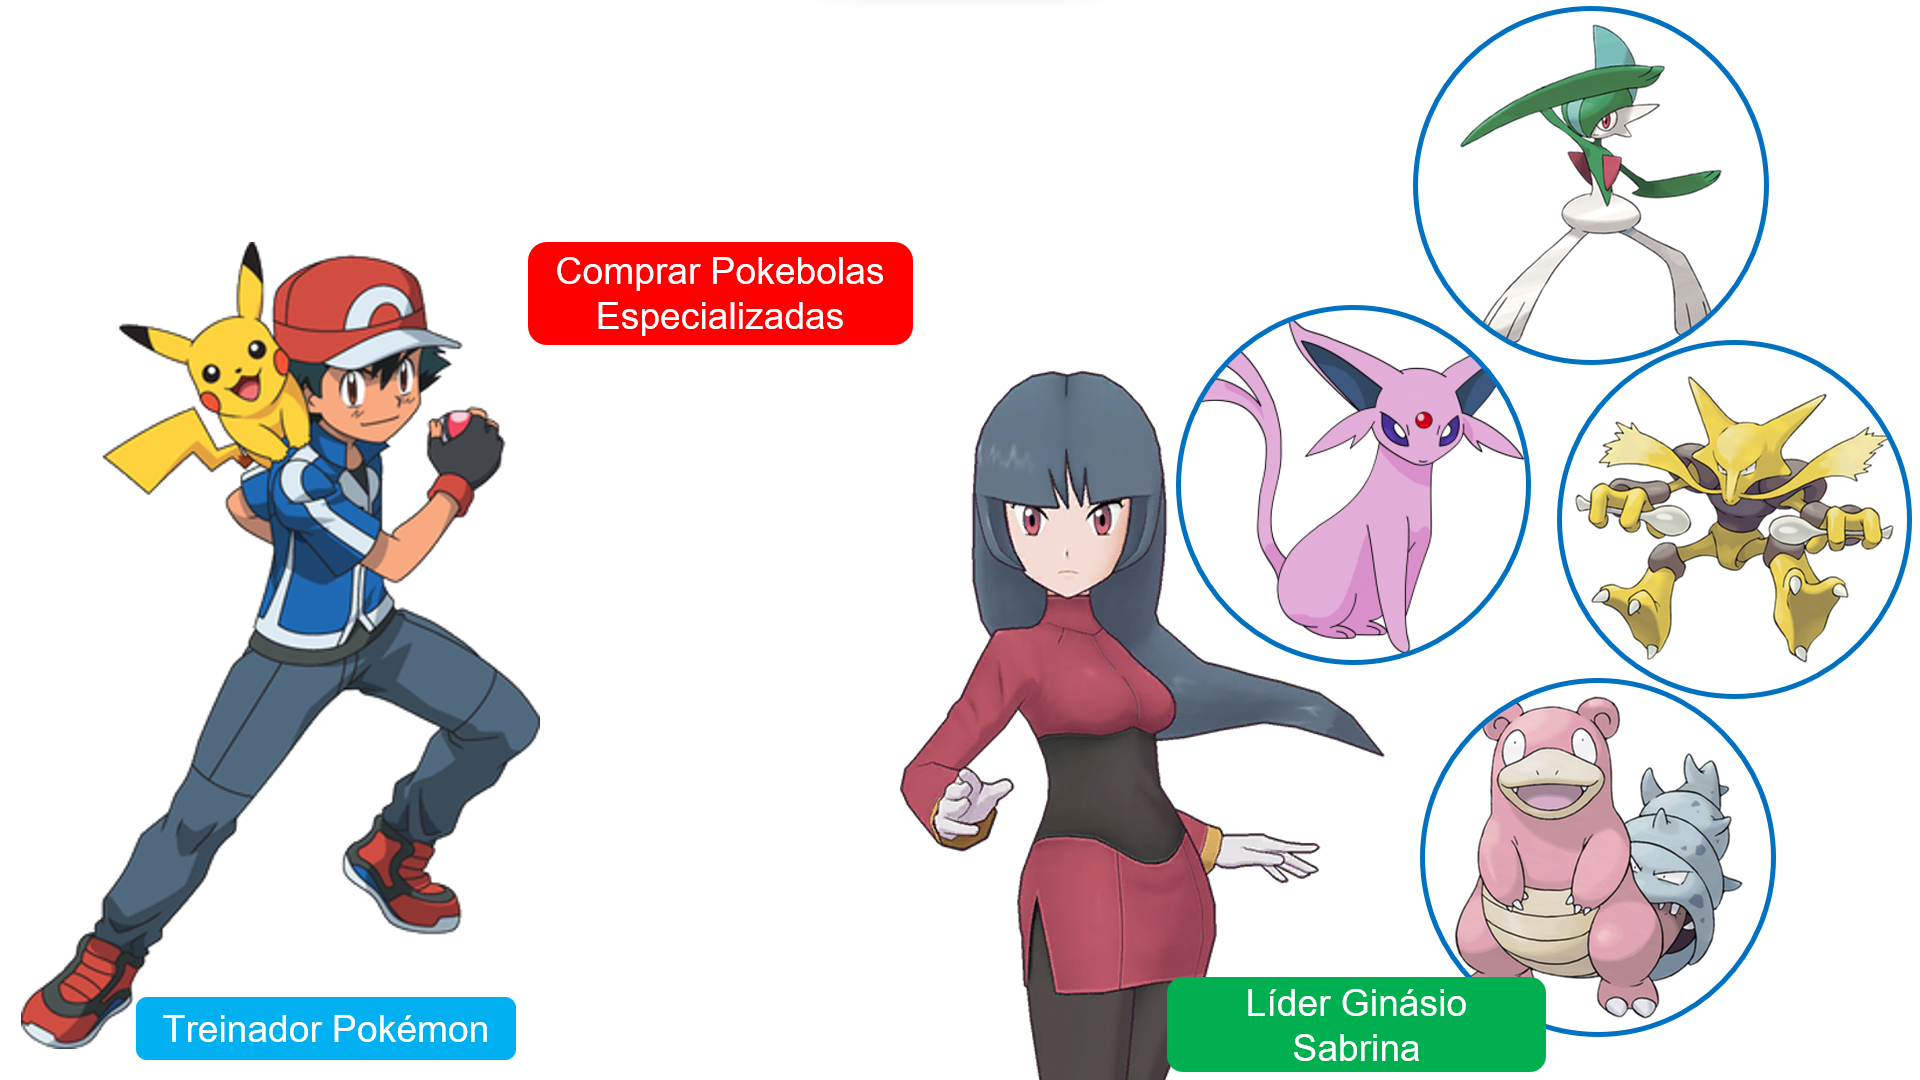 Comprar Pokebolas
Especializadas
Treinador Pokémon
Líder Ginásio
Sabrina